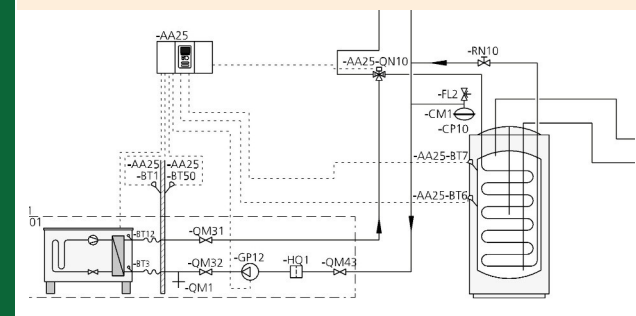 -AA25
-RN10
-AA25-QN10
-FL2
-CM1
-CP10
-AA25 -AA25
-BT1 -BT50
-AA25-BT7
-AA25-BT6
01
-BT12
-QM31
-BT3
-QM32
-GP12
-HQ1
-QM43
-QM1